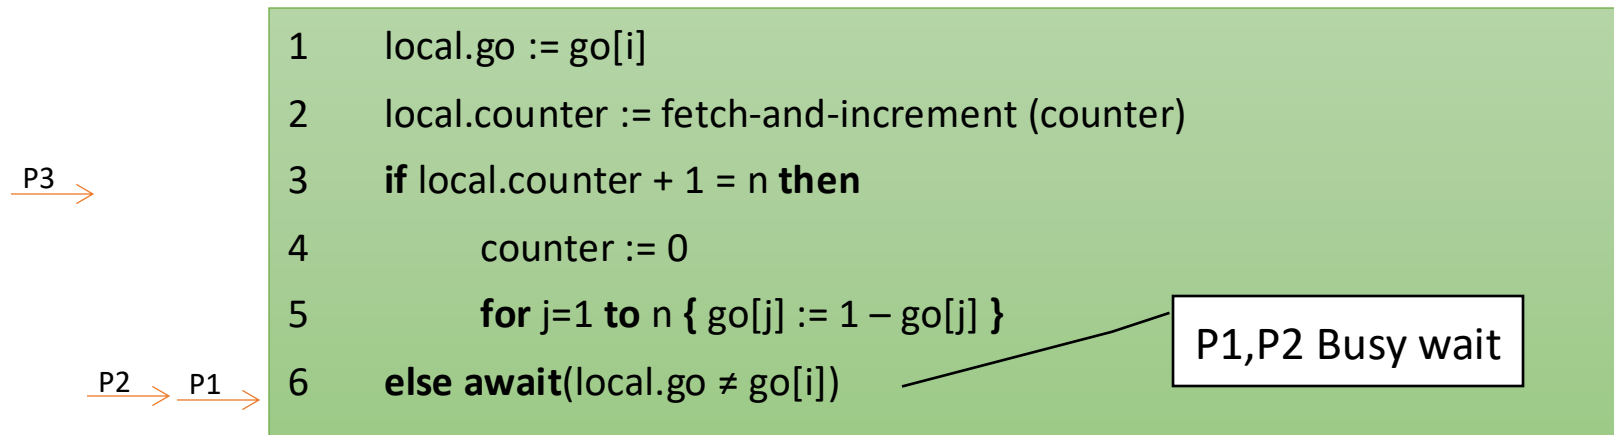 1 local.go := go[i]
2 local.counter := fetch-and-increment (counter)
P3
3 if local.counter + 1 = n then
4 counter := 0
5 for j=1 to n { go[j] := 1 – go[j] }
P1,P2 Busy wait
P2 P1
6 else await(local.go ≠ go[i])